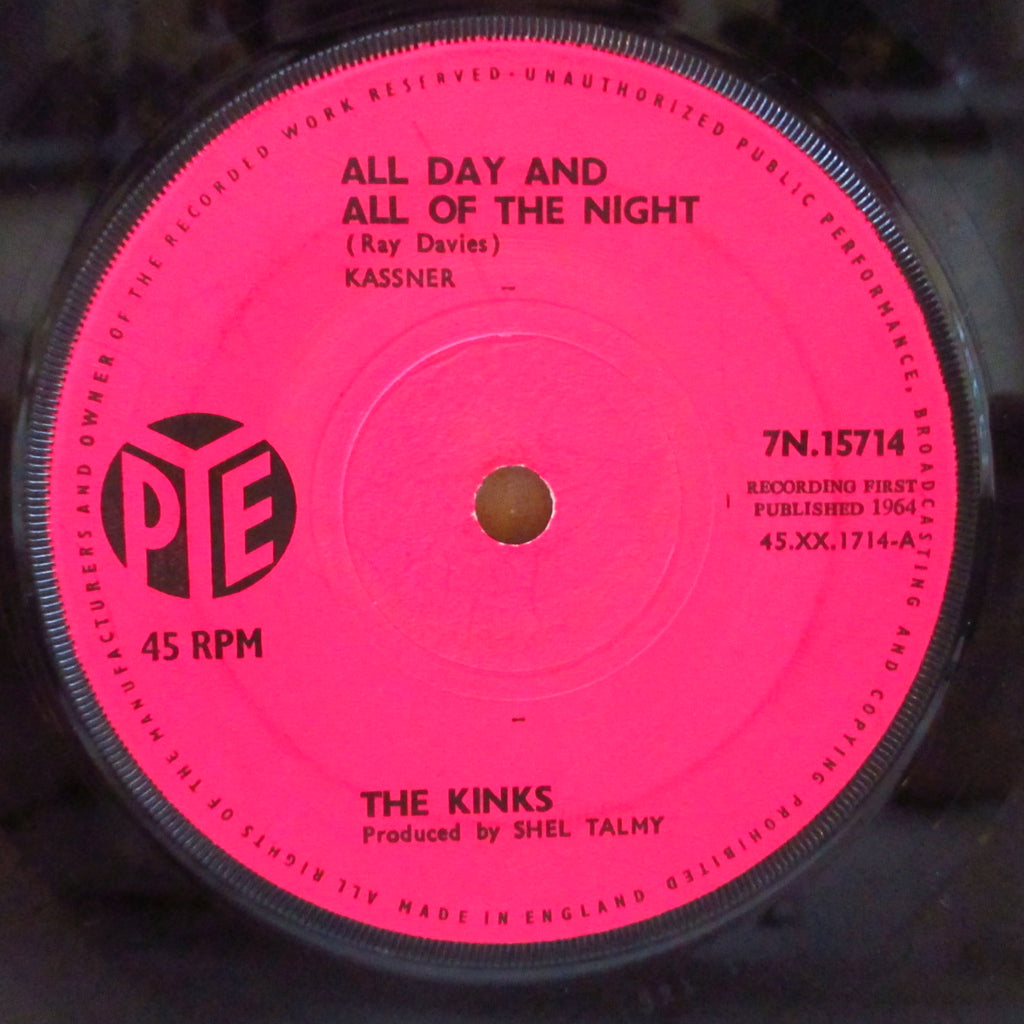 ALL RIGHTS OF THE MANUFACTURERS AND OWNER OF THE RECORDED WORK RESERVED · UNAUTHORIZED PUBLIC PERFORMANCE, BROADCASTING AND COPYING PROHIBITED
ALL DAY AND
ALL OF THE NIGHT
(Ray Davies)
KASSNER
PYE
45 RPM
7N.15714
RECORDING FIRST
PUBLISHED 1964
45.XX.1714-A
THE KINKS
Produced by SHEL TALMY
MADE IN ENGLAND